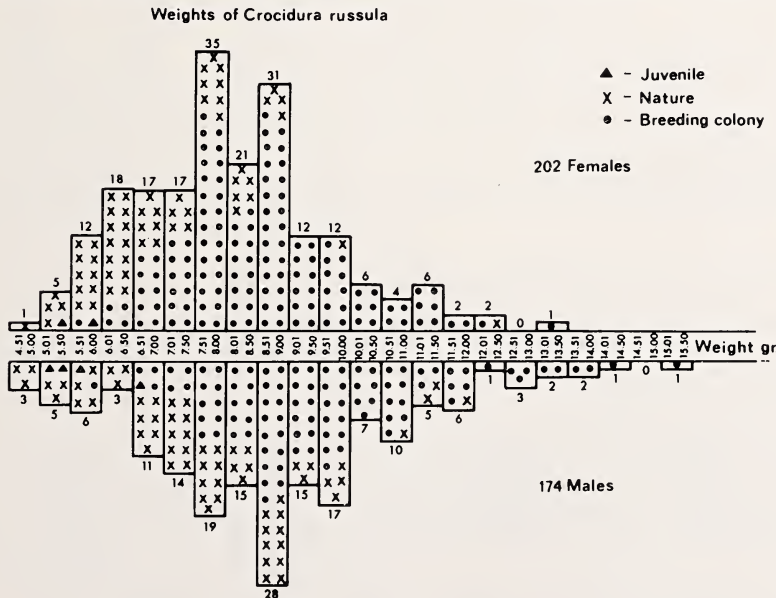 Weights of Crocidura russula
▲ - Juvenile
X - Nature
● - Breeding colony
202 Females
1 5 12 18 17 17 35 21 31 12 12 6 4 6 2 2 0 1
4.51 5.00
5.01 5.50
5.51 6.00
6.01 6.50
6.51 7.00
7.01 7.50
7.51 8.00
8.01 8.50
8.51 9.00
9.01 9.50
9.51 10.00
10.01 10.50
10.51 11.00
11.01 11.50
11.51 12.00
12.01 12.50
12.51 13.00
13.01 13.50
13.51 14.00
14.01 14.50
14.51 15.00
15.01 15.50
Weight gr
3 5 6 3 11 14 19 15 28 15 17 7 10 5 6 1 3 2 2 1 0 1
174 Males